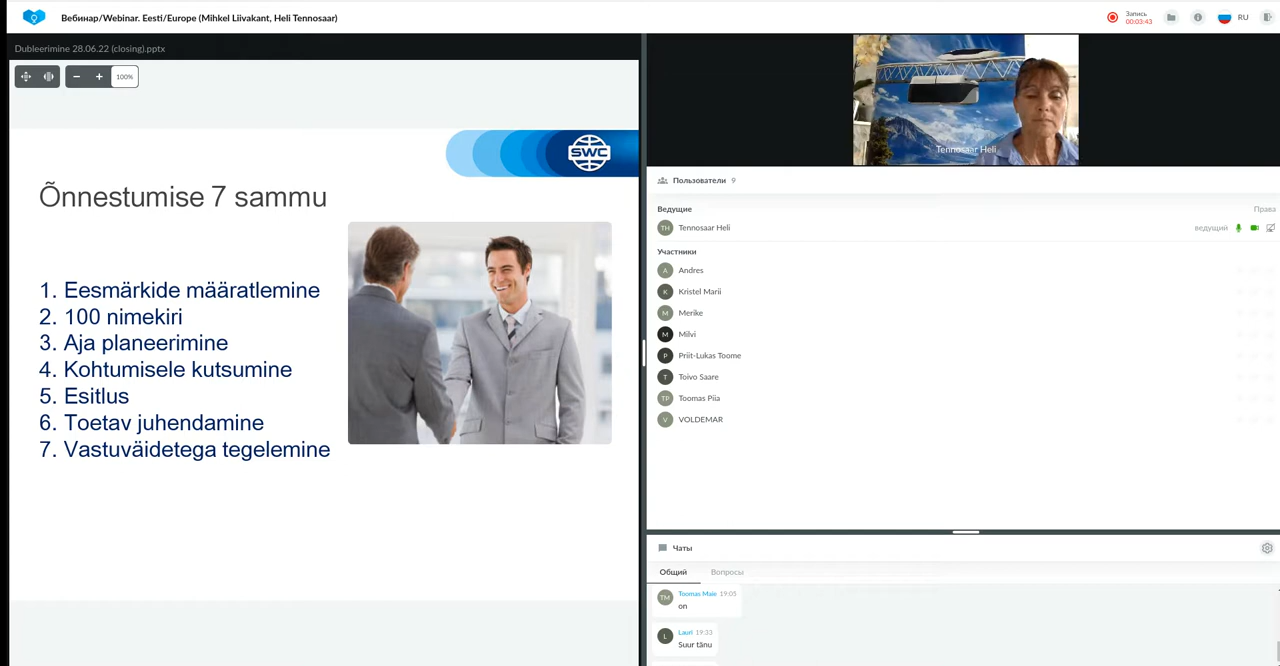 Вебинар/Webinar. Eesti/Europe (Mihkel Liivakant, Heli Tennosaar)
Запись
00:03:43
RU
Dubleerimine 28.06.22 (closing).pptx
100%
SWC
Õnnestumise 7 sammu
1. Eesmärkide määratlemine
2. 100 nimekiri
3. Aja planeerimine
4. Kohtumisele kutsumine
5. Esitlus
6. Toetav juhendamine
7. Vastuväidetega tegelemine
Tennosaar Heli
Пользователи 9
Ведущие Права
TH Tennosaar Heli ведущий
Участники
A Andres
K Kristel Marii
M Merike
M Milvi
P Priit-Lukas Toome
T Toivo Saare
TP Toomas Piia
V VOLDEMAR
Чаты
Общий Вопросы
TM Toomas Maie 19:05
on
L Lauri 19:33
Suur tänu